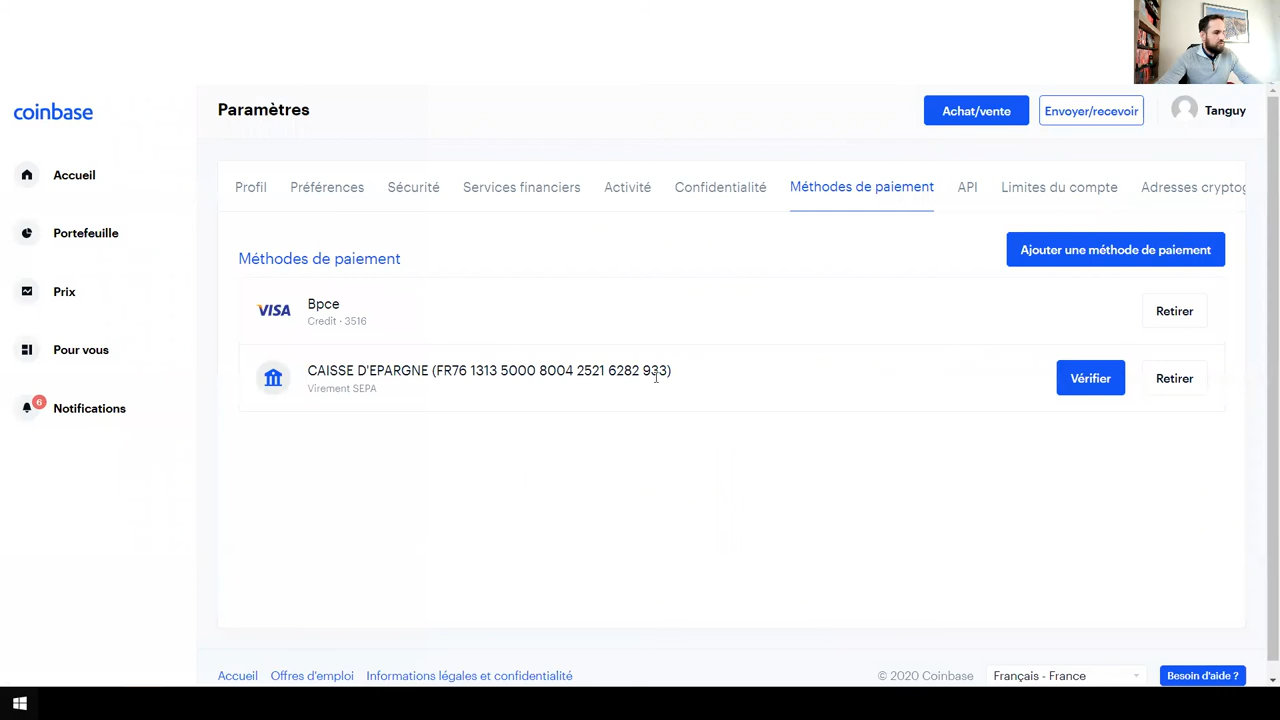 coinbase
Paramètres
Achat/vente
Envoyer/recevoir
Tanguy
Accueil
Portefeuille
Prix
Pour vous
6
Notifications
Profil
Préférences
Sécurité
Services financiers
Activité
Confidentialité
Méthodes de paiement
API
Limites du compte
Adresses cryptog
Méthodes de paiement
Ajouter une méthode de paiement
VISA
Bpce
Credit · 3516
Retirer
CAISSE D'EPARGNE (FR76 1313 5000 8004 2521 6282 933)
Virement SEPA
Vérifier
Retirer
Accueil
Offres d'emploi
Informations légales et confidentialité
© 2020 Coinbase
Français - France
Besoin d'aide ?